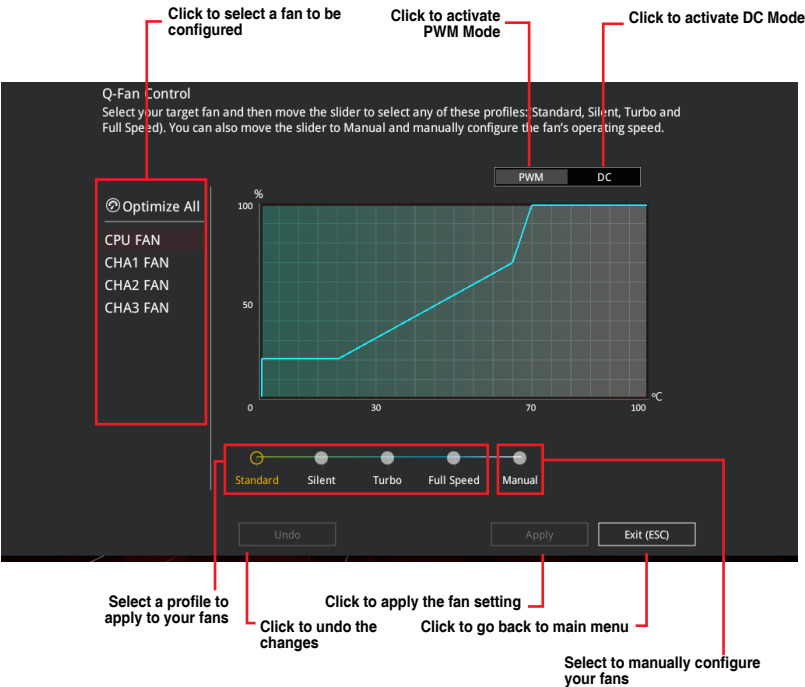 Click to select a fan to be
configured
Click to activate
PWM Mode
Click to activate DC Mode
Q-Fan Control
Select your target fan and then move the slider to select any of these profiles:(Standard, Silent, Turbo and
Full Speed). You can also move the slider to Manual and manually configure the fan's operating speed.
PWM
DC
Optimize All
CPU FAN
CHA1 FAN
CHA2 FAN
CHA3 FAN
%
100
50
0
30
70
100
ºC
Standard
Silent
Turbo
Full Speed
Manual
Undo
Apply
Exit (ESC)
Select a profile to
apply to your fans
Click to undo the
changes
Click to apply the fan setting
Click to go back to main menu
Select to manually configure
your fans